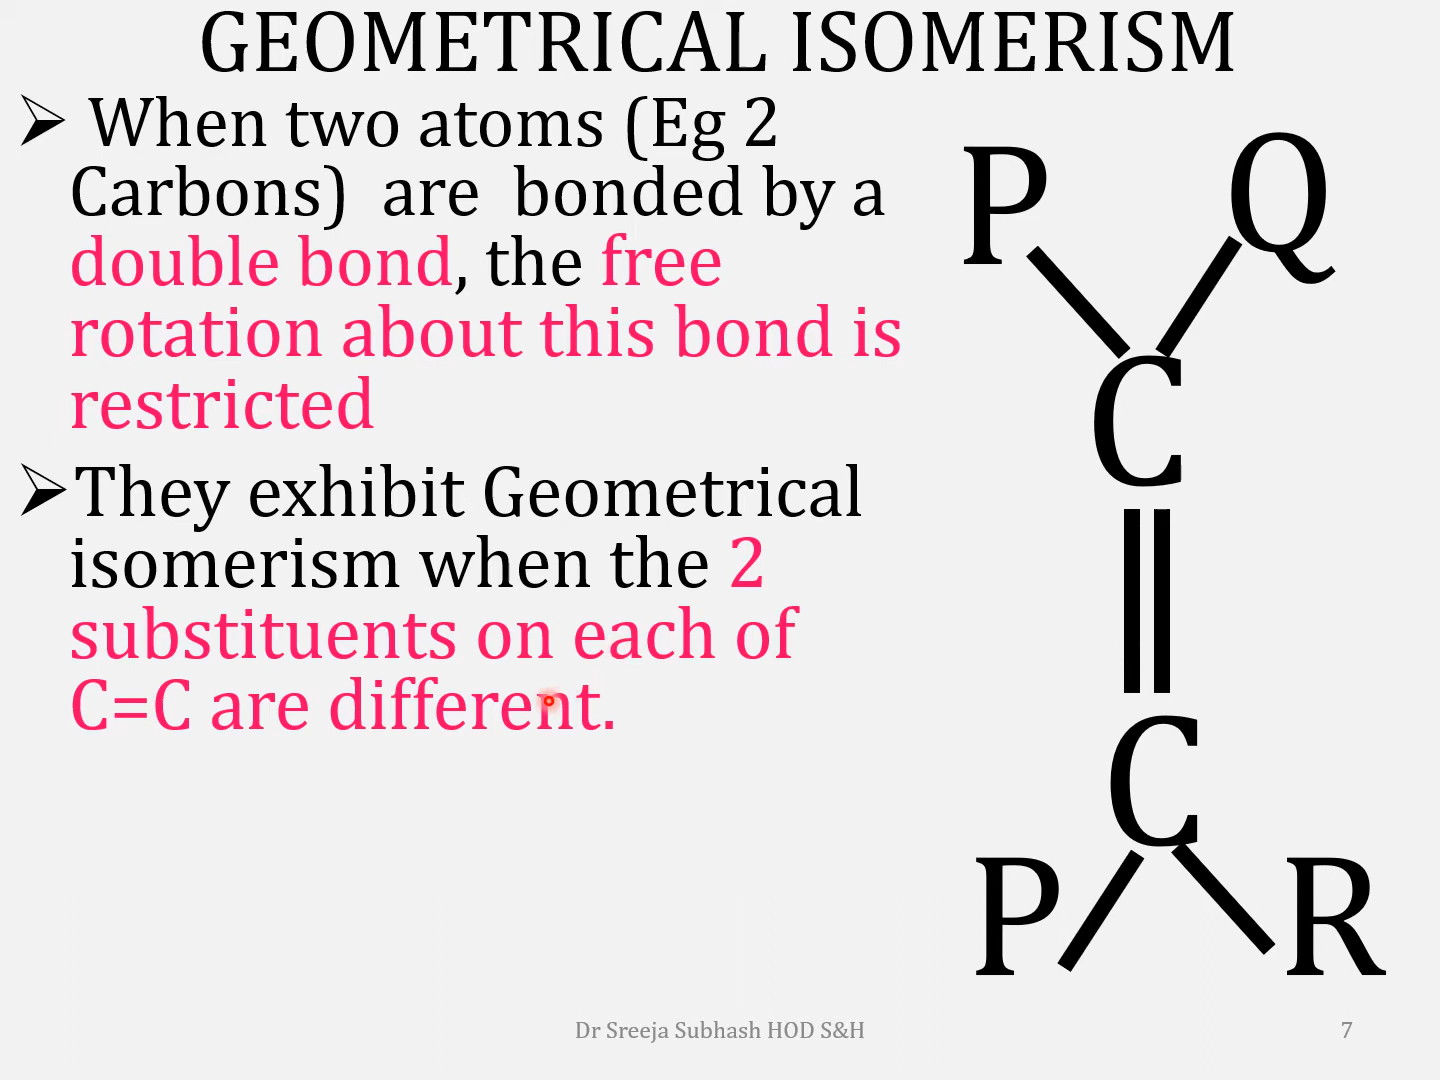 GEOMETRICAL ISOMERISM
➢ When two atoms (Eg 2
Carbons) are bonded by a
double bond, the free
rotation about this bond is
restricted
➢They exhibit Geometrical
isomerism when the 2
substituents on each of
C=C are different.
P Q
C
C
P R
Dr Sreeja Subhash HOD S&H
7